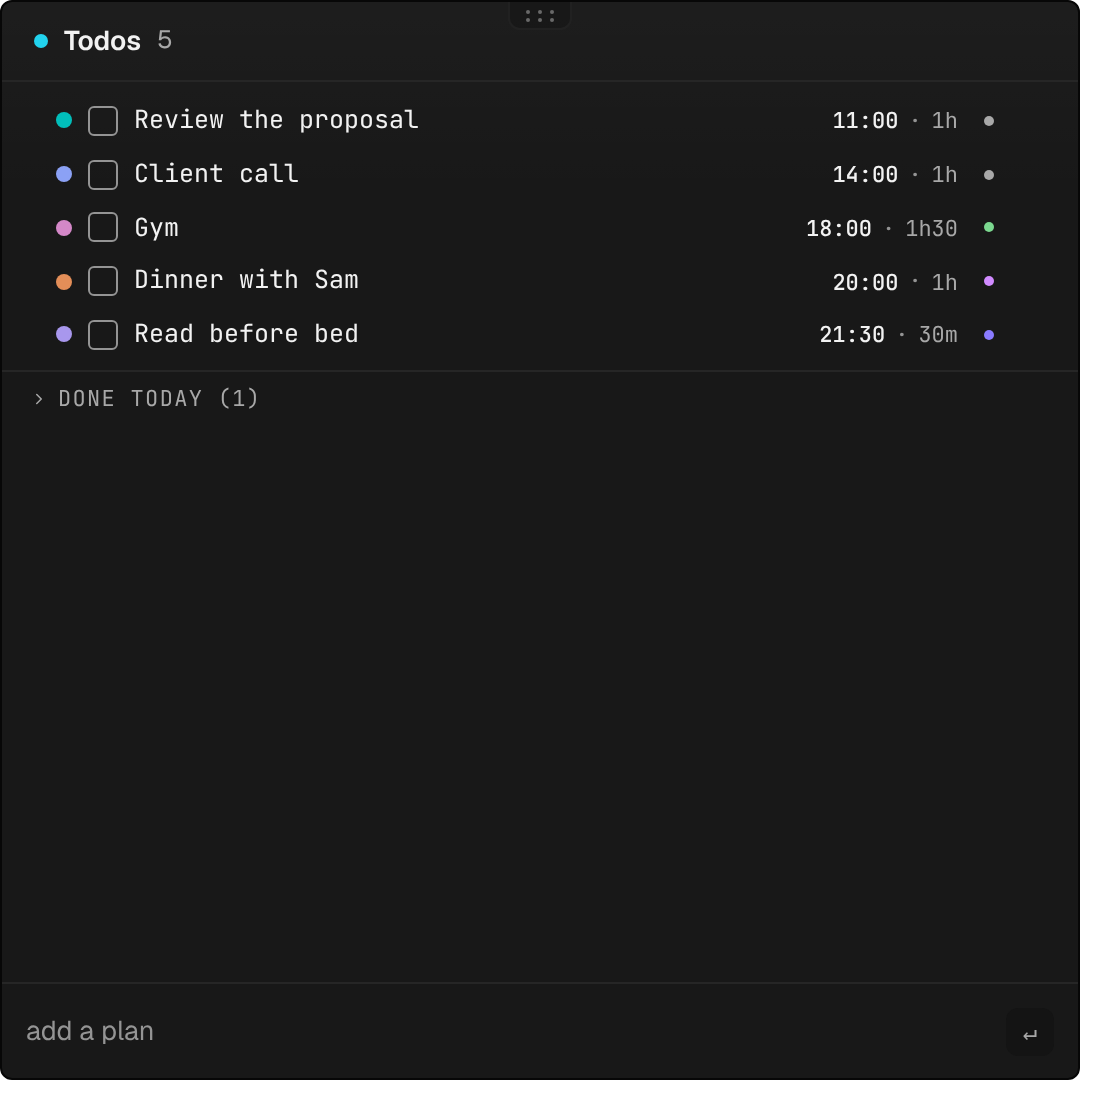 Todos 5
Review the proposal 11:00 · 1h
Client call 14:00 · 1h
Gym 18:00 · 1h30
Dinner with Sam 20:00 · 1h
Read before bed 21:30 · 30m
DONE TODAY (1)
add a plan